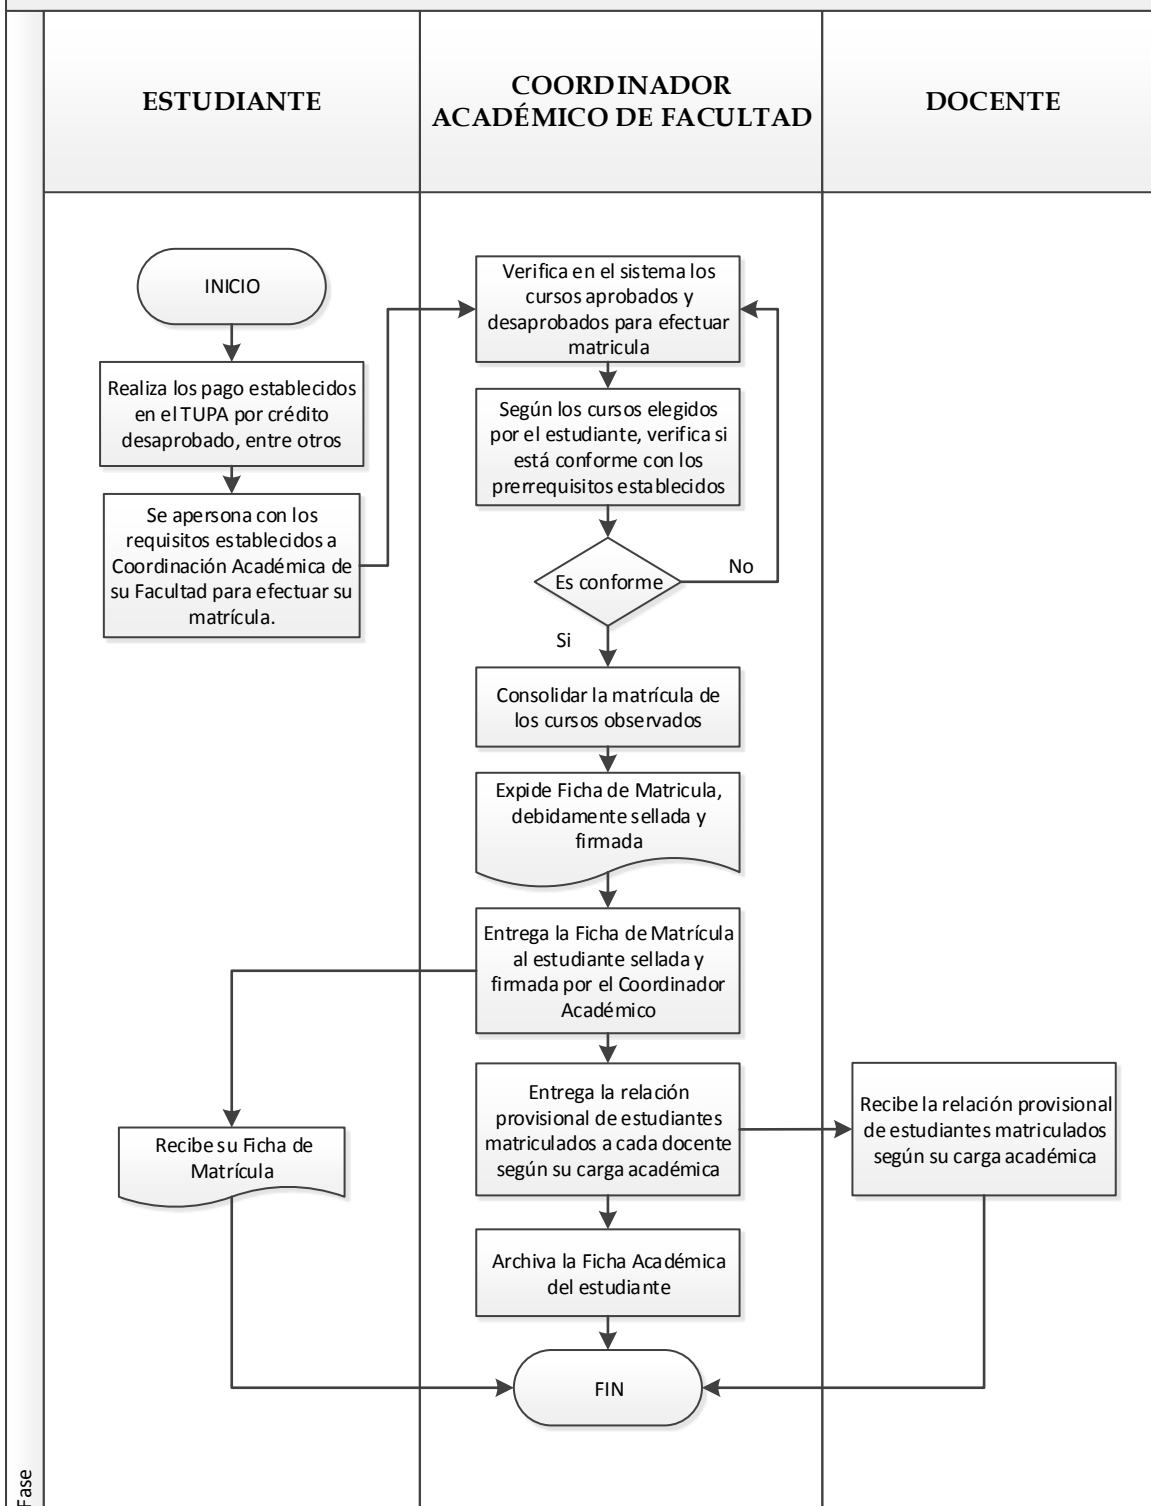 ESTUDIANTE
COORDINADOR
ACADÉMICO DE FACULTAD
DOCENTE
INICIO
Realiza los pago establecidos
en el TUPA por crédito
desaprobado, entre otros
Se apersona con los
requisitos establecidos a
Coordinación Académica de
su Facultad para efectuar su
matrícula.
Verifica en el sistema los
cursos aprobados y
desaprobados para efectuar
matricula
Según los cursos elegidos
por el estudiante, verifica si
está conforme con los
prerrequisitos establecidos
Es conforme
No
Si
Consolidar la matrícula de
los cursos observados
Expide Ficha de Matricula,
debidamente sellada y
firmada
Entrega la Ficha de Matrícula
al estudiante sellada y
firmada por el Coordinador
Académico
Entrega la relación
provisional de estudiantes
matriculados a cada docente
según su carga académica
Recibe la relación provisional
de estudiantes matriculados
según su carga académica
Recibe su Ficha de
Matrícula
Archiva la Ficha Académica
del estudiante
FIN
Fase